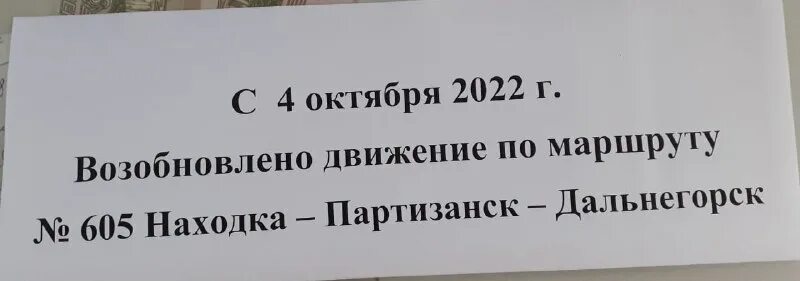 С 4 октября 2022 г.
Возобновлено движение по маршруту
№ 605 Находка – Партизанск – Дальнегорск